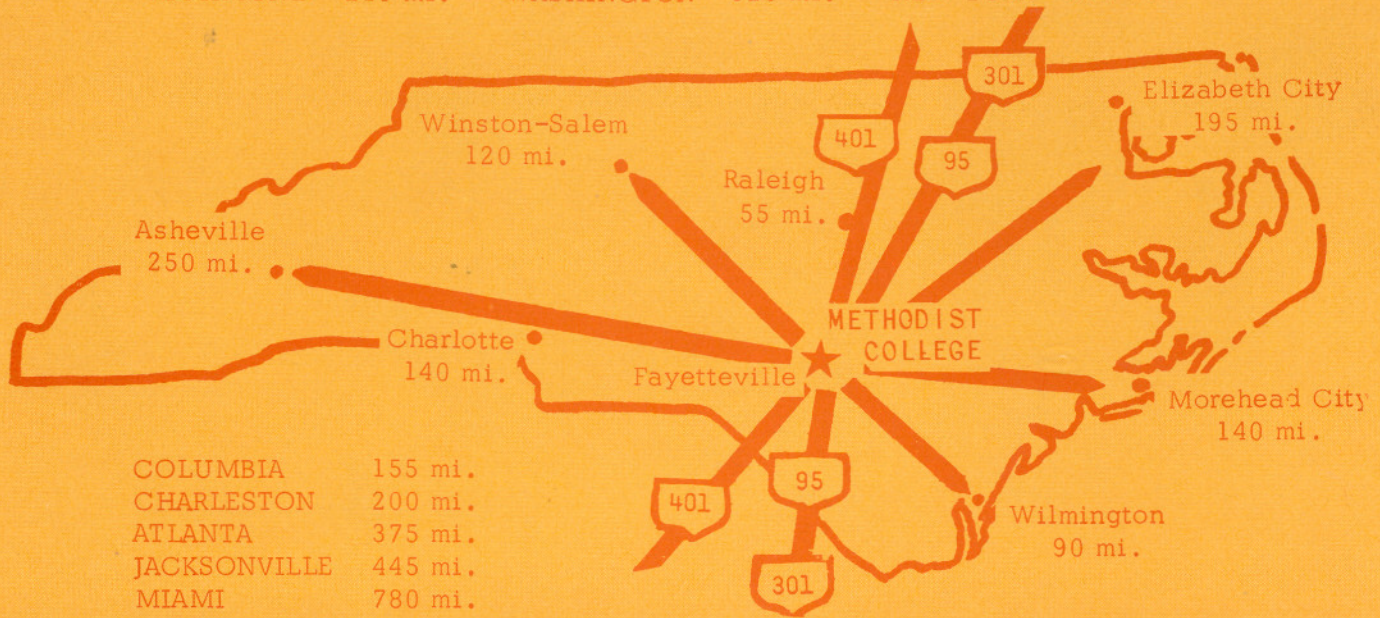 301
Elizabeth City
195 mi.
Winston-Salem
120 mi.
401
95
Raleigh
55 mi.
Asheville
250 mi.
METHODIST
COLLEGE
Charlotte
140 mi.
Fayetteville
Morehead City
140 mi.
COLUMBIA 155 mi.
CHARLESTON 200 mi.
ATLANTA 375 mi.
JACKSONVILLE 445 mi.
MIAMI 780 mi.
401
95
301
Wilmington
90 mi.